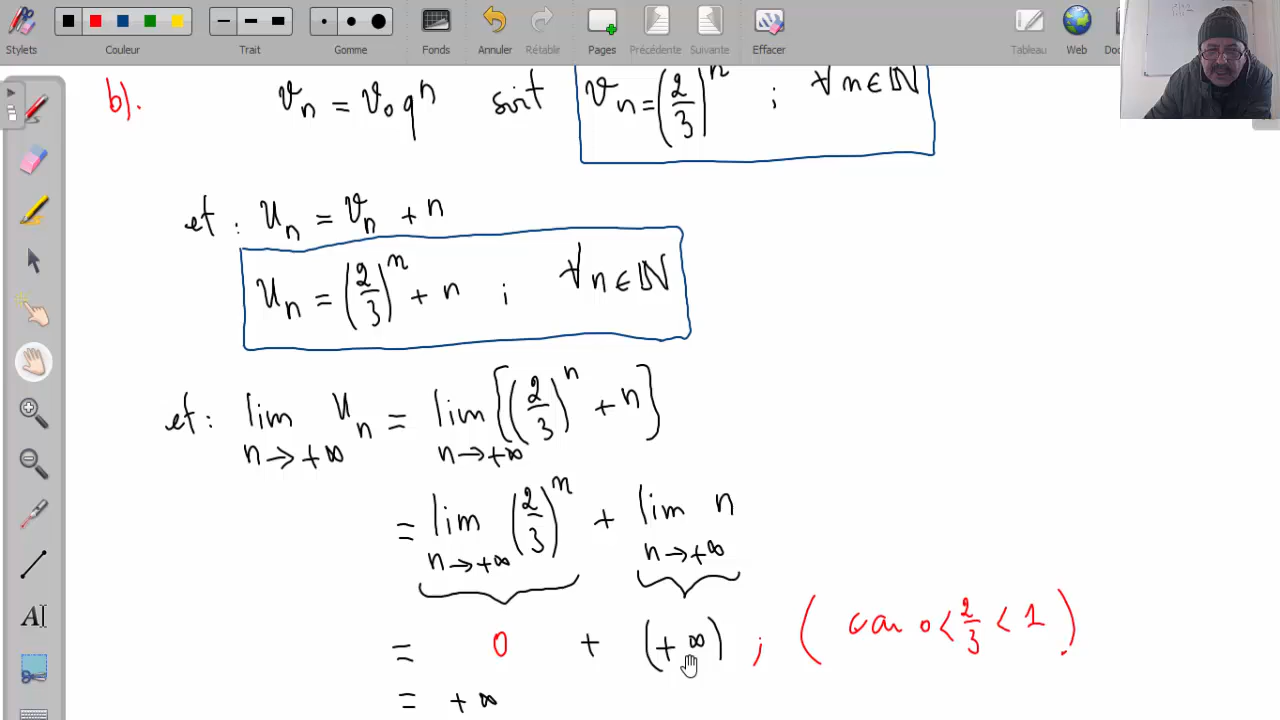 Stylets Couleur Trait Gomme Fonds Annuler Rétablir Pages Précédente Suivante Effacer Tableau Web
b). vₙ = v₀ qⁿ soit vₙ = (2/3)ⁿ ; ∀n∈ℕ
et : uₙ = vₙ + n
uₙ = (2/3)ⁿ + n ; ∀n∈ℕ
et : lim n→+∞ uₙ = lim n→+∞ [(2/3)ⁿ + n]
= lim n→+∞ (2/3)ⁿ + lim n→+∞ n
= 0 + (+∞) ; (car 0 < 2/3 < 1)
= +∞